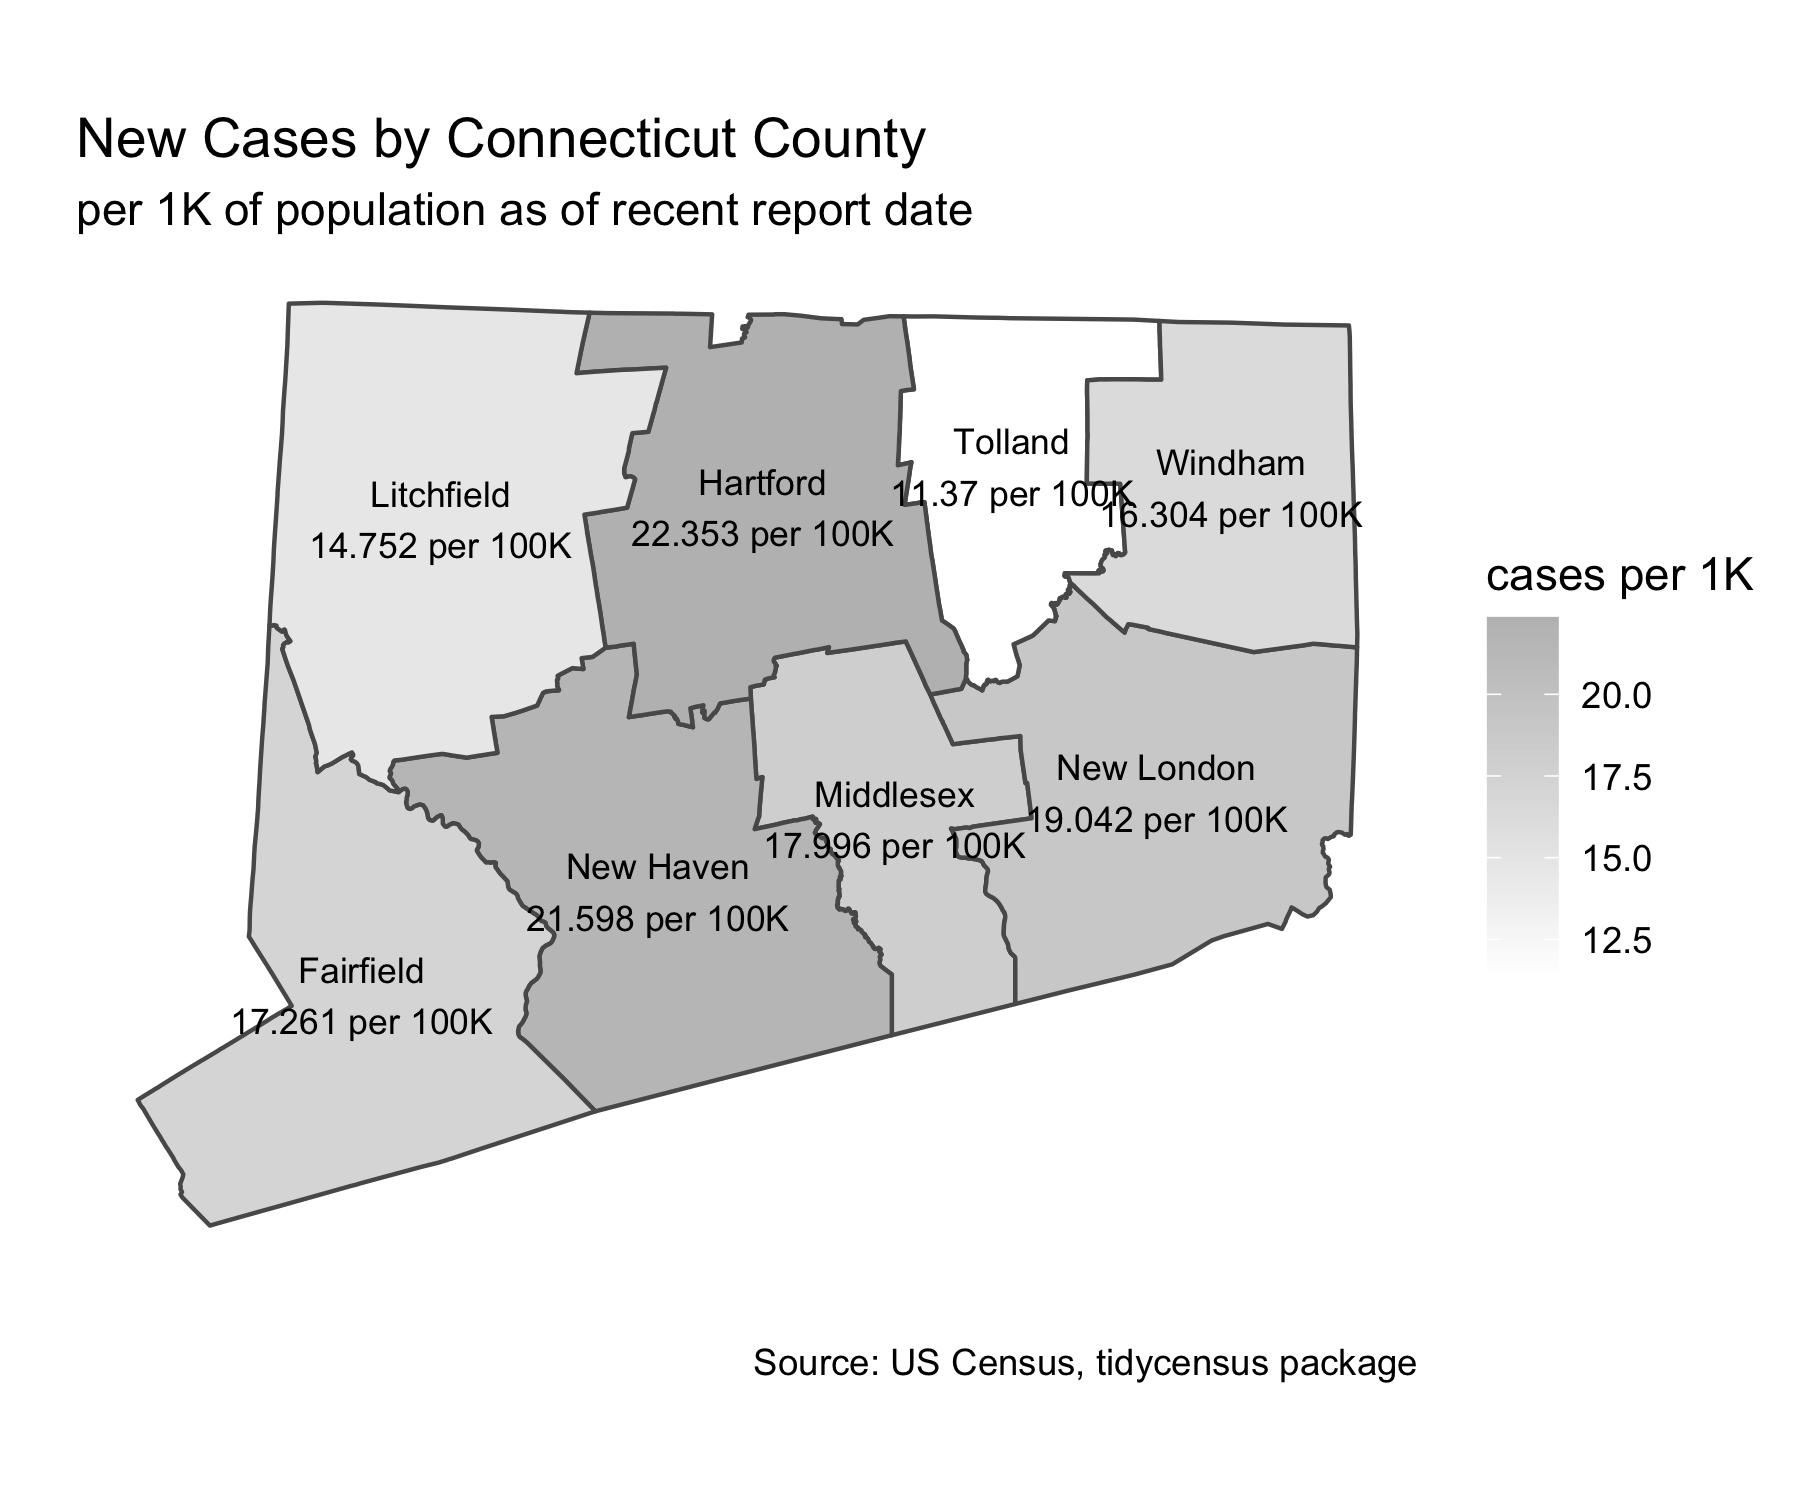 New Cases by Connecticut County
per 1K of population as of recent report date
Litchfield
14.752 per 100K
Hartford
22.353 per 100K
Tolland
11.37 per 100K
Windham
16.304 per 100K
New London
19.042 per 100K
Middlesex
17.996 per 100K
New Haven
21.598 per 100K
Fairfield
17.261 per 100K
cases per 1K
20.0
17.5
15.0
12.5
Source: US Census, tidycensus package